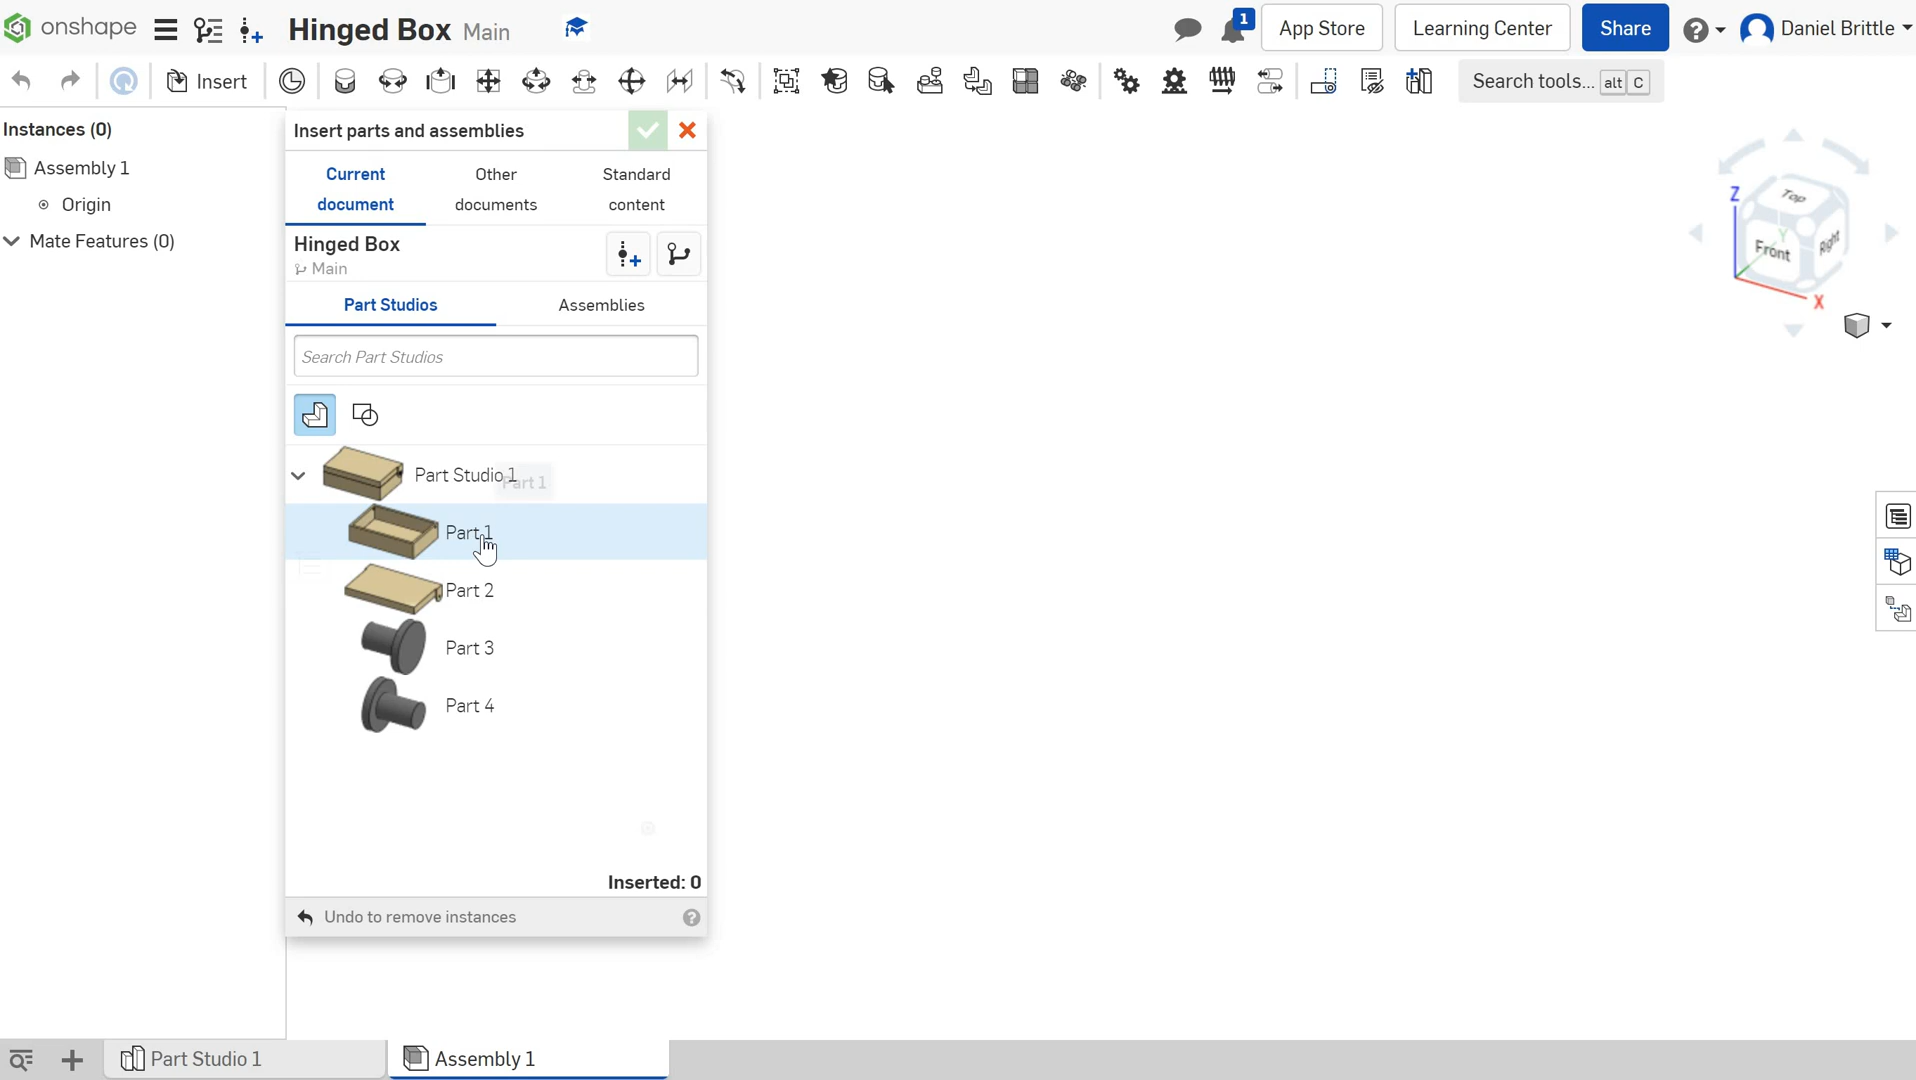 onshape Hinged Box Main 1 App Store Learning Center Share Daniel Brittle
Insert Search tools... alt C
Instances (0)
Assembly 1
Origin
Mate Features (0)
Insert parts and assemblies
Current document
Other documents
Standard content
Hinged Box
Main
Part Studios Assemblies
Search Part Studios
Part Studio 1
Part 1
Part 1
Part 2
Part 3
Part 4
Inserted: 0
Undo to remove instances
Z
Top
Y
Front
Right
X
Part Studio 1 Assembly 1